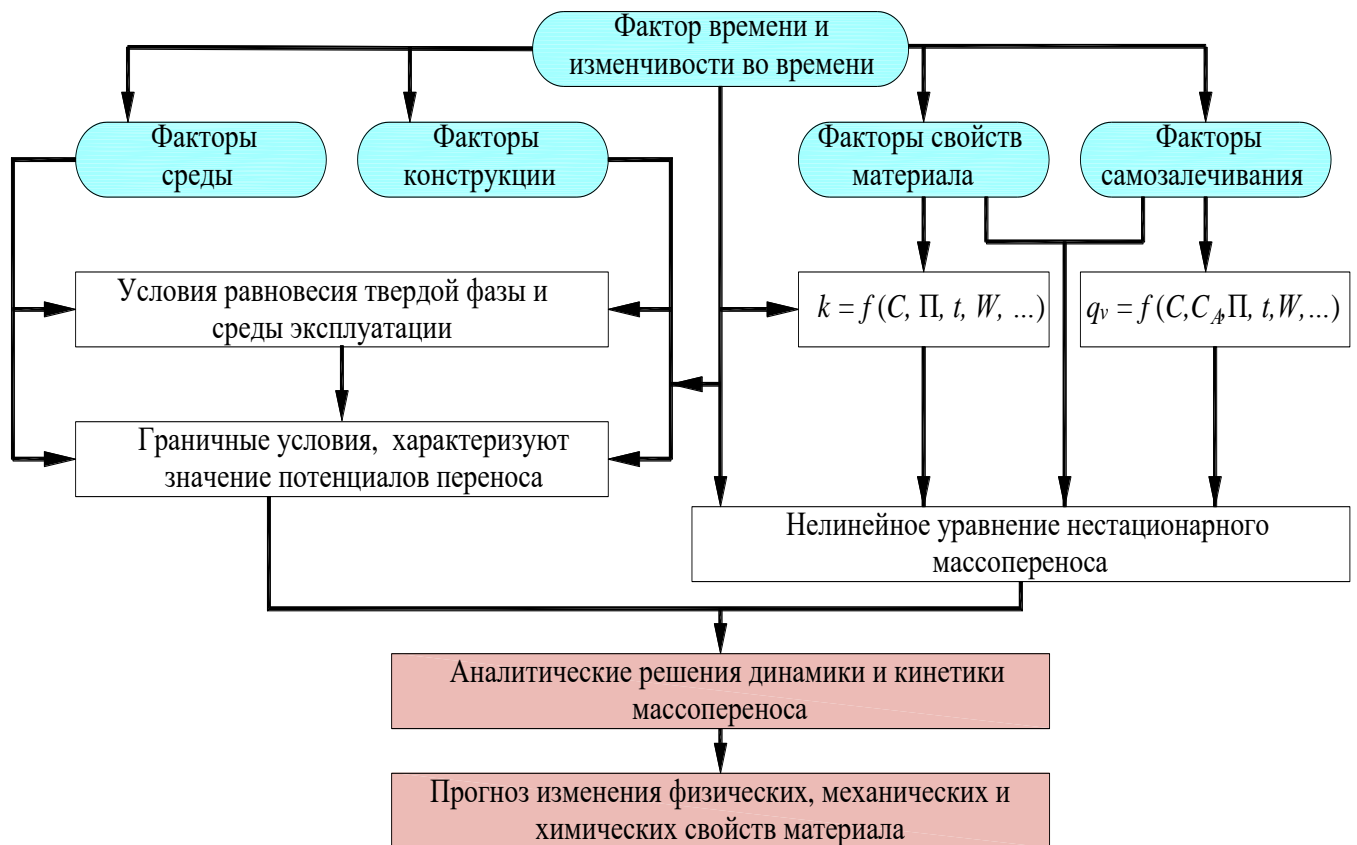 Фактор времени и
изменчивости во времени
Факторы
среды
Факторы
конструкции
Факторы свойств
материала
Факторы
самозалечивания
Условия равновесия твердой фазы и
среды эксплуатации
k = f (C, П, t, W, ...)
qv = f (C,CA,П, t,W,...)
Граничные условия, характеризуют
значение потенциалов переноса
Нелинейное уравнение нестационарного
массопереноса
Аналитические решения динамики и кинетики
массопереноса
Прогноз изменения физических, механических и
химических свойств материала